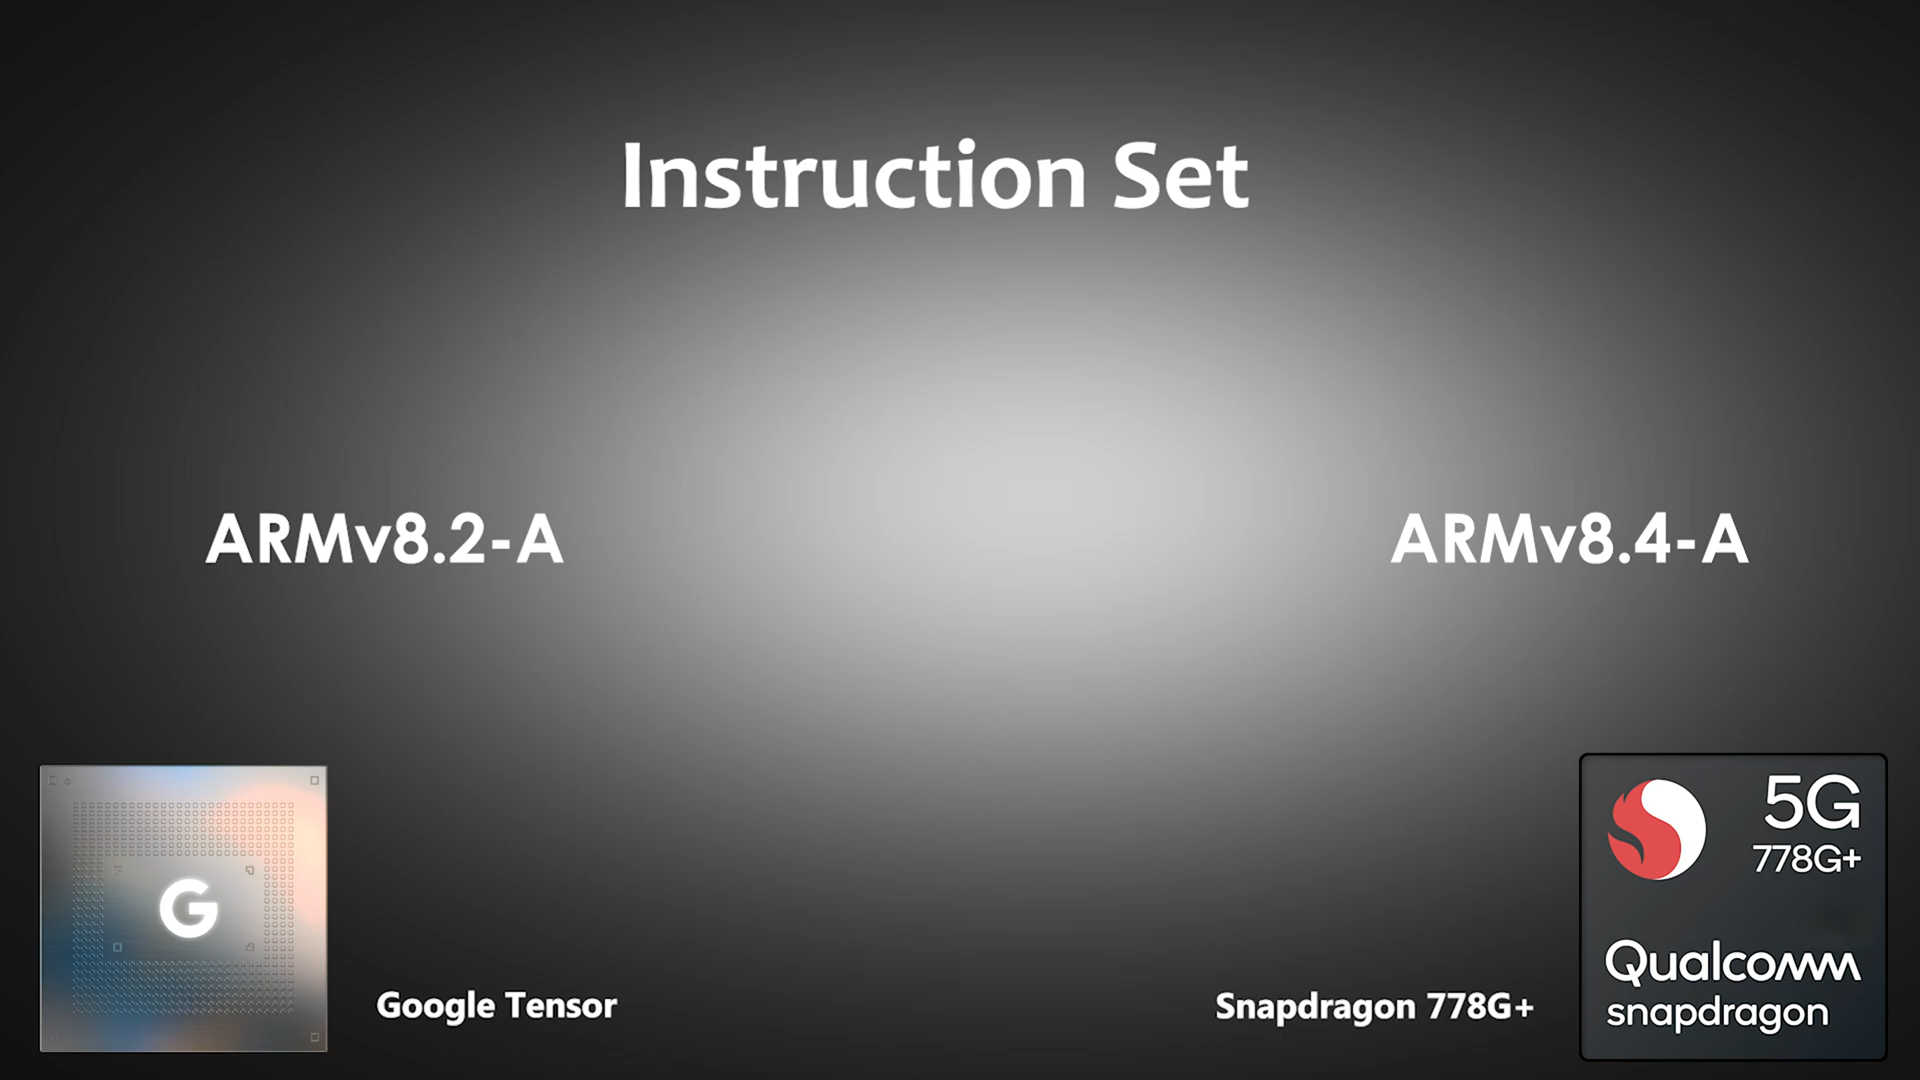 Instruction Set
ARMv8.2-A
ARMv8.4-A
G
Google Tensor
Snapdragon 778G+
5G
778G+
Qualcomm
snapdragon